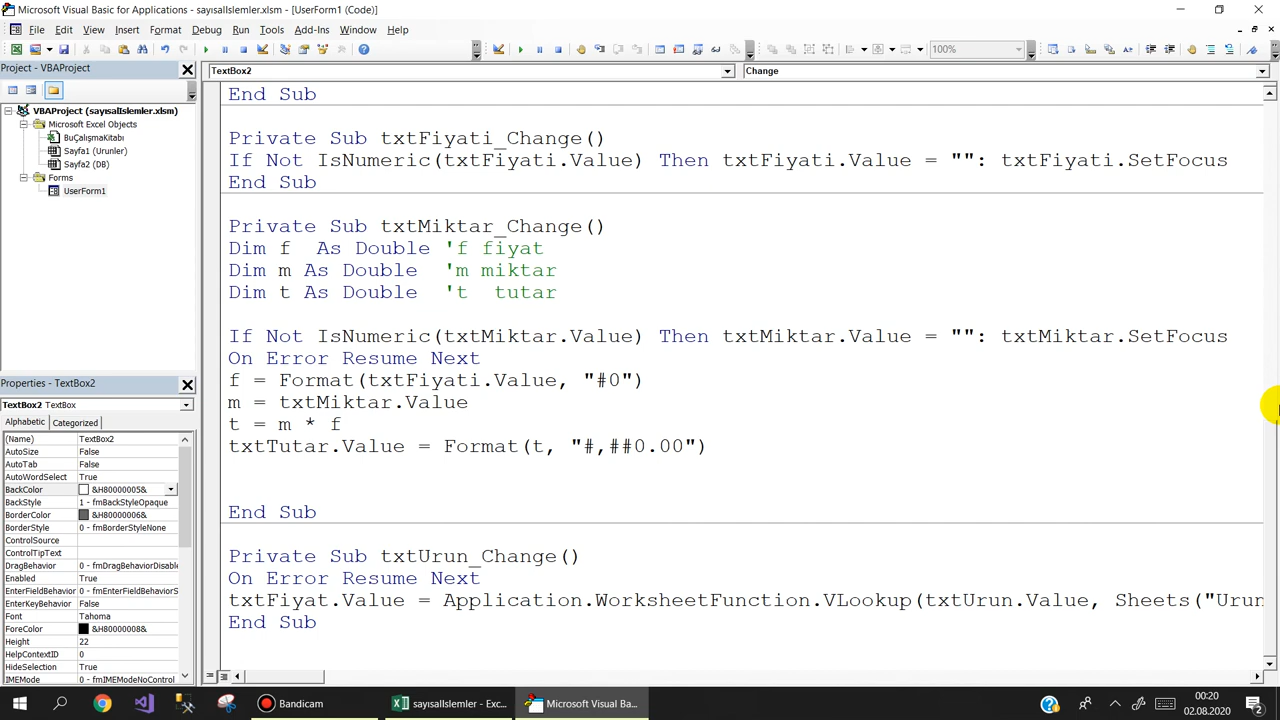 Microsoft Visual Basic for Applications - sayısalIslemler.xlsm - [UserForm1 (Code)]
File Edit View Insert Format Debug Run Tools Add-Ins Window Help
100%
Project - VBAProject
TextBox2
Change
VBAProject (sayısalIslemler.xlsm)
Microsoft Excel Objects
BuÇalışmaKitabı
Sayfa1 (Urunler)
Sayfa2 (DB)
Forms
UserForm1
Properties - TextBox2
TextBox2 TextBox
Alphabetic Categorized
(Name) TextBox2
AutoSize False
AutoTab False
AutoWordSelect True
BackColor &H80000005&
BackStyle 1 - fmBackStyleOpaque
BorderColor &H80000006&
BorderStyle 0 - fmBorderStyleNone
ControlSource
ControlTipText
DragBehavior 0 - fmDragBehaviorDisable
Enabled True
EnterFieldBehavior 0 - fmEnterFieldBehaviorS
EnterKeyBehavior False
Font Tahoma
ForeColor &H80000008&
Height 22
HelpContextID 0
HideSelection True
IMEMode 0 - fmIMEModeNoControl
End Sub
Private Sub txtFiyati_Change()
If Not IsNumeric(txtFiyati.Value) Then txtFiyati.Value = "": txtFiyati.SetFocus
End Sub
Private Sub txtMiktar_Change()
Dim f  As Double 'f fiyat
Dim m As Double  'm miktar
Dim t As Double  't  tutar
If Not IsNumeric(txtMiktar.Value) Then txtMiktar.Value = "": txtMiktar.SetFocus
On Error Resume Next
f = Format(txtFiyati.Value, "#0")
m = txtMiktar.Value
t = m * f
txtTutar.Value = Format(t, "#,##0.00")
End Sub
Private Sub txtUrun_Change()
On Error Resume Next
txtFiyat.Value = Application.WorksheetFunction.VLookup(txtUrun.Value, Sheets("Urun
End Sub
Bandicam
sayısalIslemler - Exc...
Microsoft Visual Ba...
00:20
02.08.2020
2